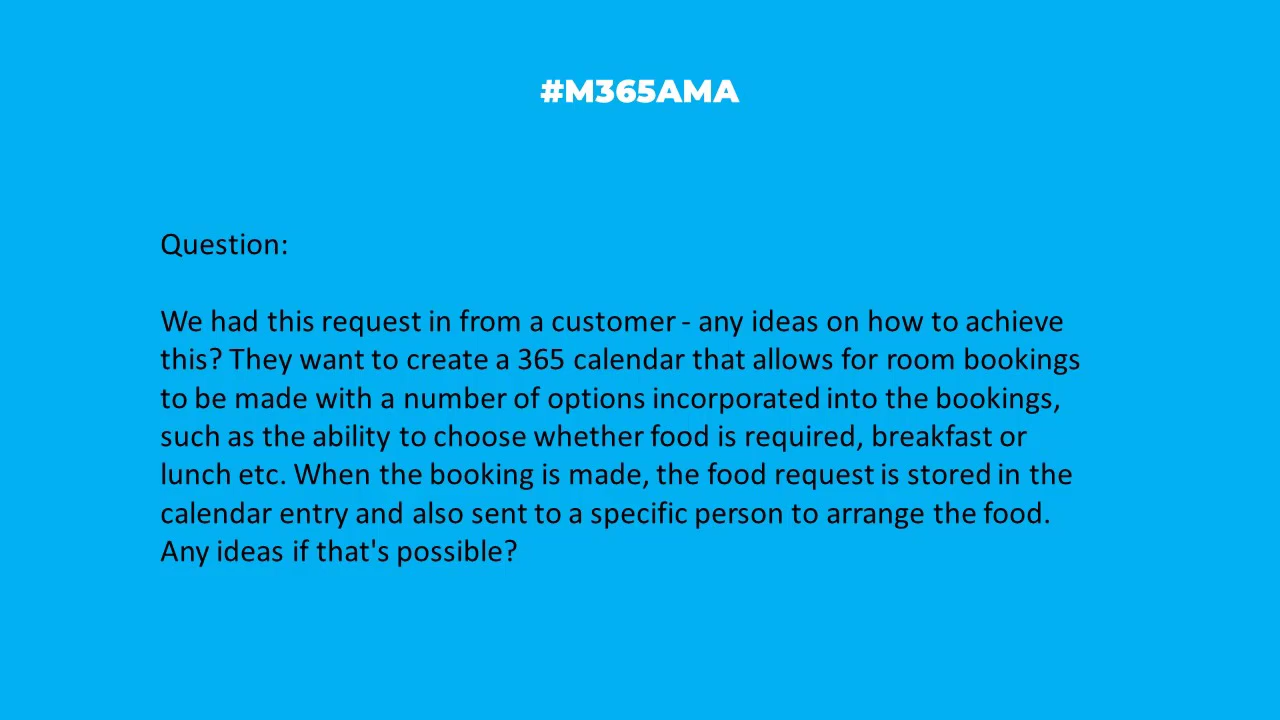 #M365AMA
Question:
We had this request in from a customer - any ideas on how to achieve
this? They want to create a 365 calendar that allows for room bookings
to be made with a number of options incorporated into the bookings,
such as the ability to choose whether food is required, breakfast or
lunch etc. When the booking is made, the food request is stored in the
calendar entry and also sent to a specific person to arrange the food.
Any ideas if that's possible?